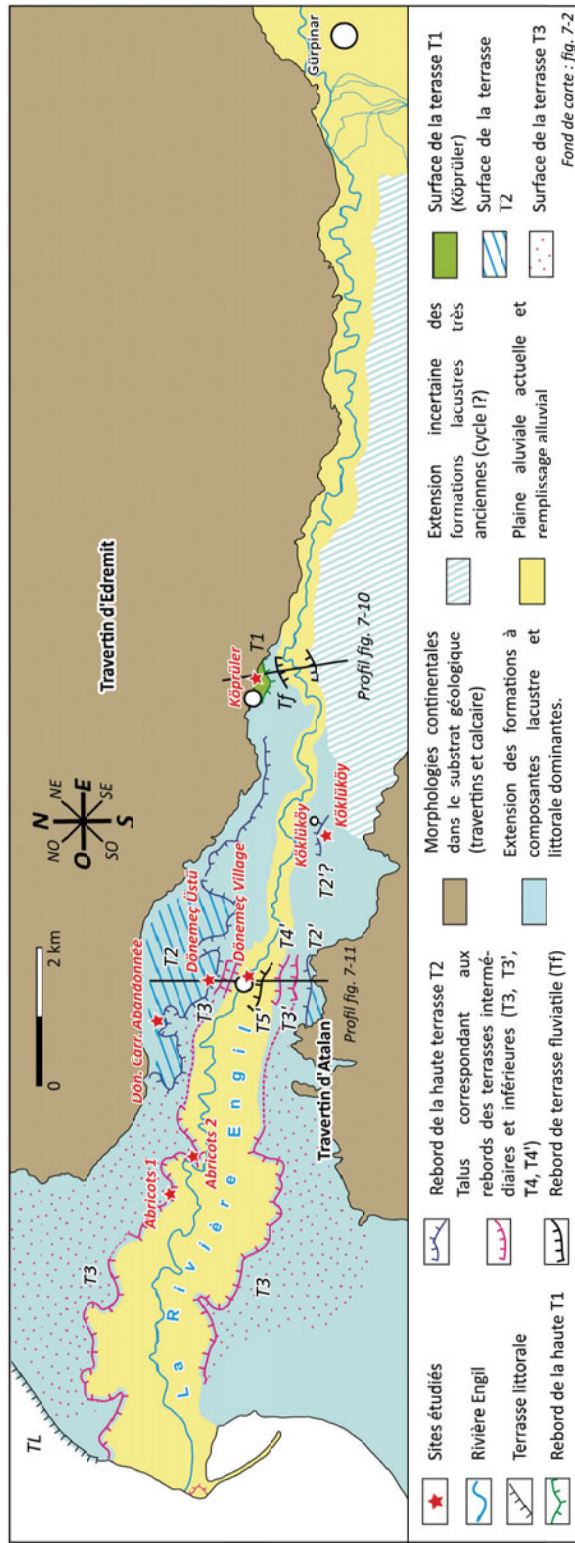 TL
T3
La Rivière Engil
T3
Abricots 1
Abricots 2
Dön. Carr. Abandonnée
T2
Dönemeç Üstü
T3
Dönemeç Village
T5'
T4'
T3'
T2'
Travertin d'Atalan
Profil fig. 7-11
0 2 km
N
NE
E
SE
S
SO
O
NO
Travertin d'Edremit
Köprüler
T1
Tf
Profil fig. 7-10
Köklüköy
Köklüköy
T2'?
Gürpinar
Sites étudiés
Rivière Engil
Terrasse littorale
Rebord de la haute T1
Rebord de la haute terrasse T2
Talus correspondant aux
rebords des terrasses intermé-
diaires et inférieures (T3, T3',
T4, T4')
Rebord de terrasse fluviatile (Tf)
Morphologies continentales
dans le substrat géologique
(travertins et calcaire)
Extension des formations à
composantes lacustre et
littorale dominantes.
Extension incertaine des
formations lacustres très
anciennes (cycle I?)
Plaine aluviale actuelle et
remplissage alluvial
Surface de la terasse T1
(Köprüler)
Surface de la terrasse
T2
Surface de la terrasse T3
Fond de carte : fig. 7-2